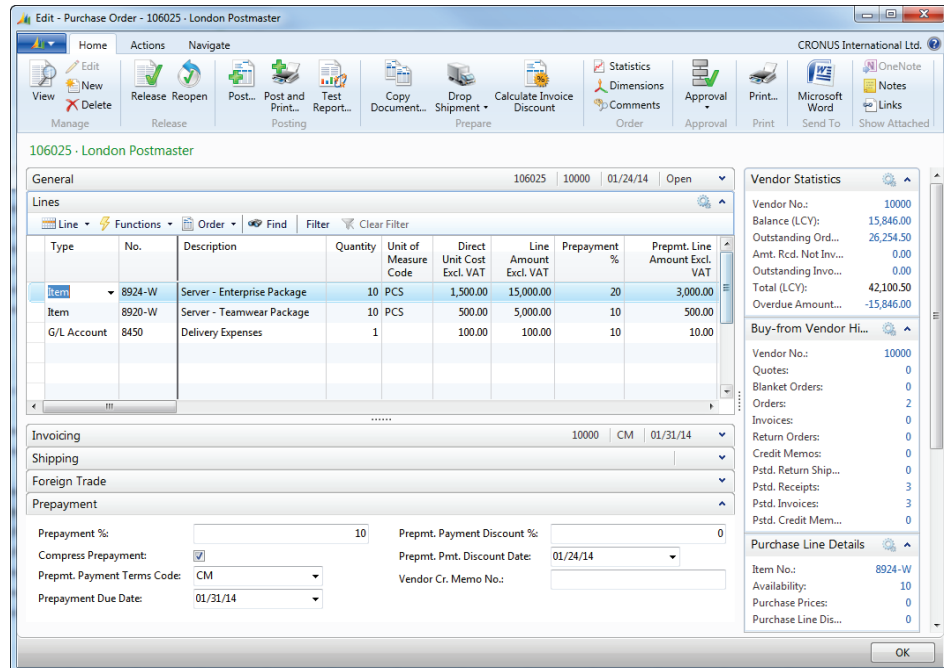 Edit - Purchase Order - 106025 · London Postmaster
Home Actions Navigate CRONUS International Ltd.
View
Edit
New
Delete
Manage
Release Reopen
Release
Post... Post and Print... Test Report...
Posting
Copy Document... Drop Shipment Calculate Invoice Discount
Prepare
Statistics
Dimensions
Comments
Order
Approval
Approval
Print...
Print
Microsoft Word
Send To
OneNote
Notes
Links
Show Attached
106025 · London Postmaster
General 106025 10000 01/24/14 Open
Lines
Line Functions Order Find Filter Clear Filter
Type No. Description Quantity Unit of Measure Code Direct Unit Cost Excl. VAT Line Amount Excl. VAT Prepayment % Prepmt. Line Amount Excl. VAT
Item 8924-W Server - Enterprise Package 10 PCS 1,500.00 15,000.00 20 3,000.00
Item 8920-W Server - Teamwear Package 10 PCS 500.00 5,000.00 10 500.00
G/L Account 8450 Delivery Expenses 1 100.00 100.00 10 10.00
Invoicing 10000 CM 01/31/14
Shipping
Foreign Trade
Prepayment
Prepayment %: 10
Compress Prepayment:
Prepmt. Payment Terms Code: CM
Prepayment Due Date: 01/31/14
Prepmt. Payment Discount %: 0
Prepmt. Pmt. Discount Date: 01/24/14
Vendor Cr. Memo No.:
Vendor Statistics
Vendor No.: 10000
Balance (LCY): 15,846.00
Outstanding Ord... 26,254.50
Amt. Rcd. Not Inv... 0.00
Outstanding Invo... 0.00
Total (LCY): 42,100.50
Overdue Amount... -15,846.00
Buy-from Vendor Hi...
Vendor No.: 10000
Quotes: 0
Blanket Orders: 0
Orders: 2
Invoices: 0
Return Orders: 0
Credit Memos: 0
Pstd. Return Ship... 0
Pstd. Receipts: 3
Pstd. Invoices: 3
Pstd. Credit Mem... 0
Purchase Line Details
Item No.: 8924-W
Availability: 10
Purchase Prices: 0
Purchase Line Dis... 0
OK